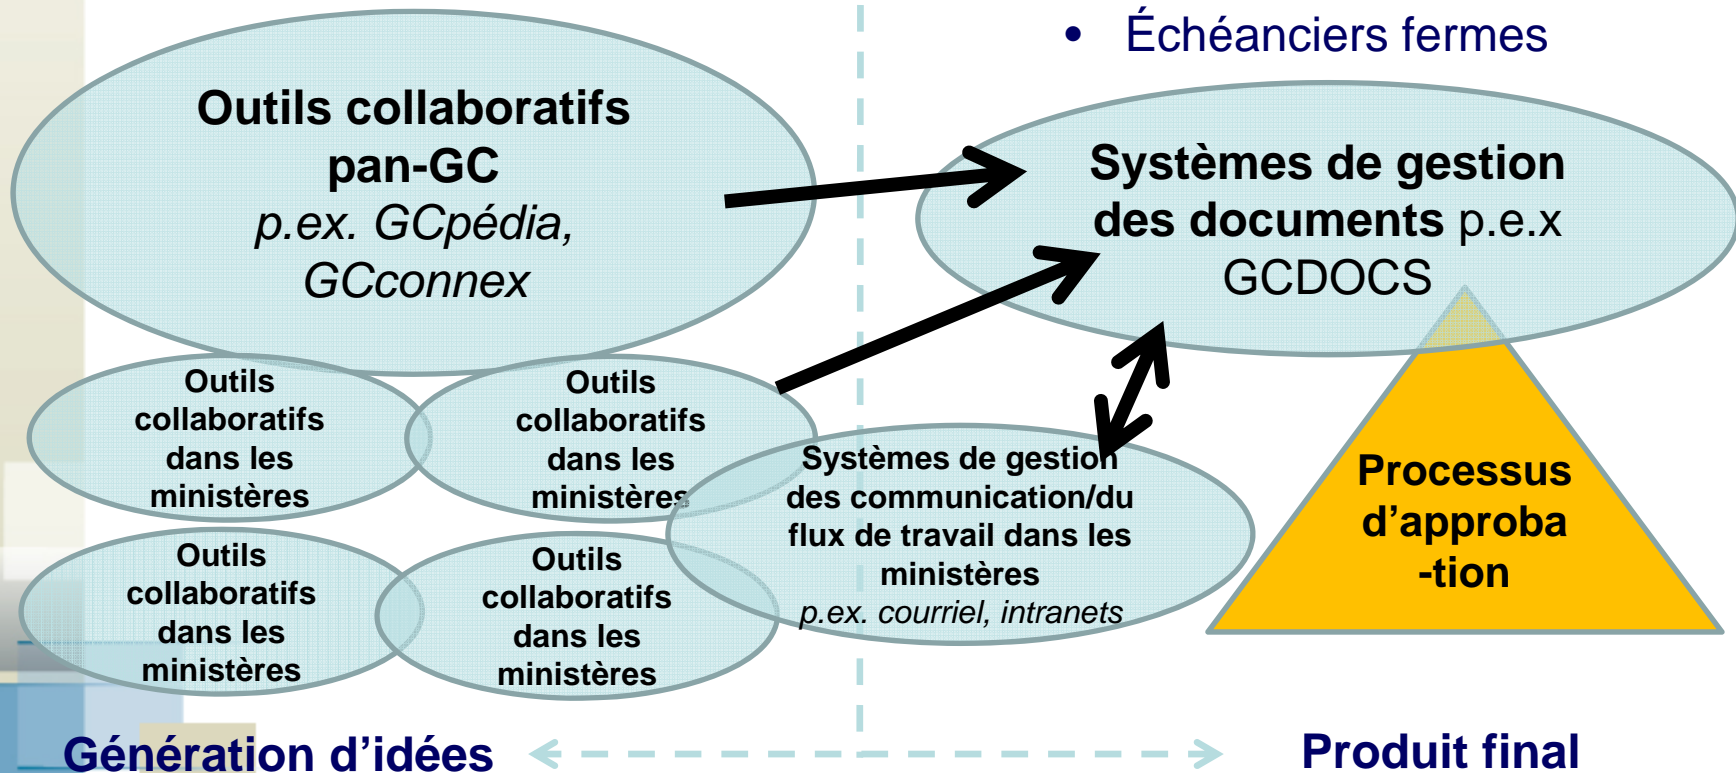 • Échéanciers fermes
Outils collaboratifs
pan-GC
p.ex. GCpédia,
GCconnex
Systèmes de gestion
des documents p.e.x
GCDOCS
Outils
collaboratifs
dans les
ministères
Outils
collaboratifs
dans les
ministères
Outils
collaboratifs
dans les
ministères
Outils
collaboratifs
dans les
ministères
Systèmes de gestion
des communication/du
flux de travail dans les
ministères
p.ex. courriel, intranets
Processus
d’approba
-tion
Génération d’idées
Produit final